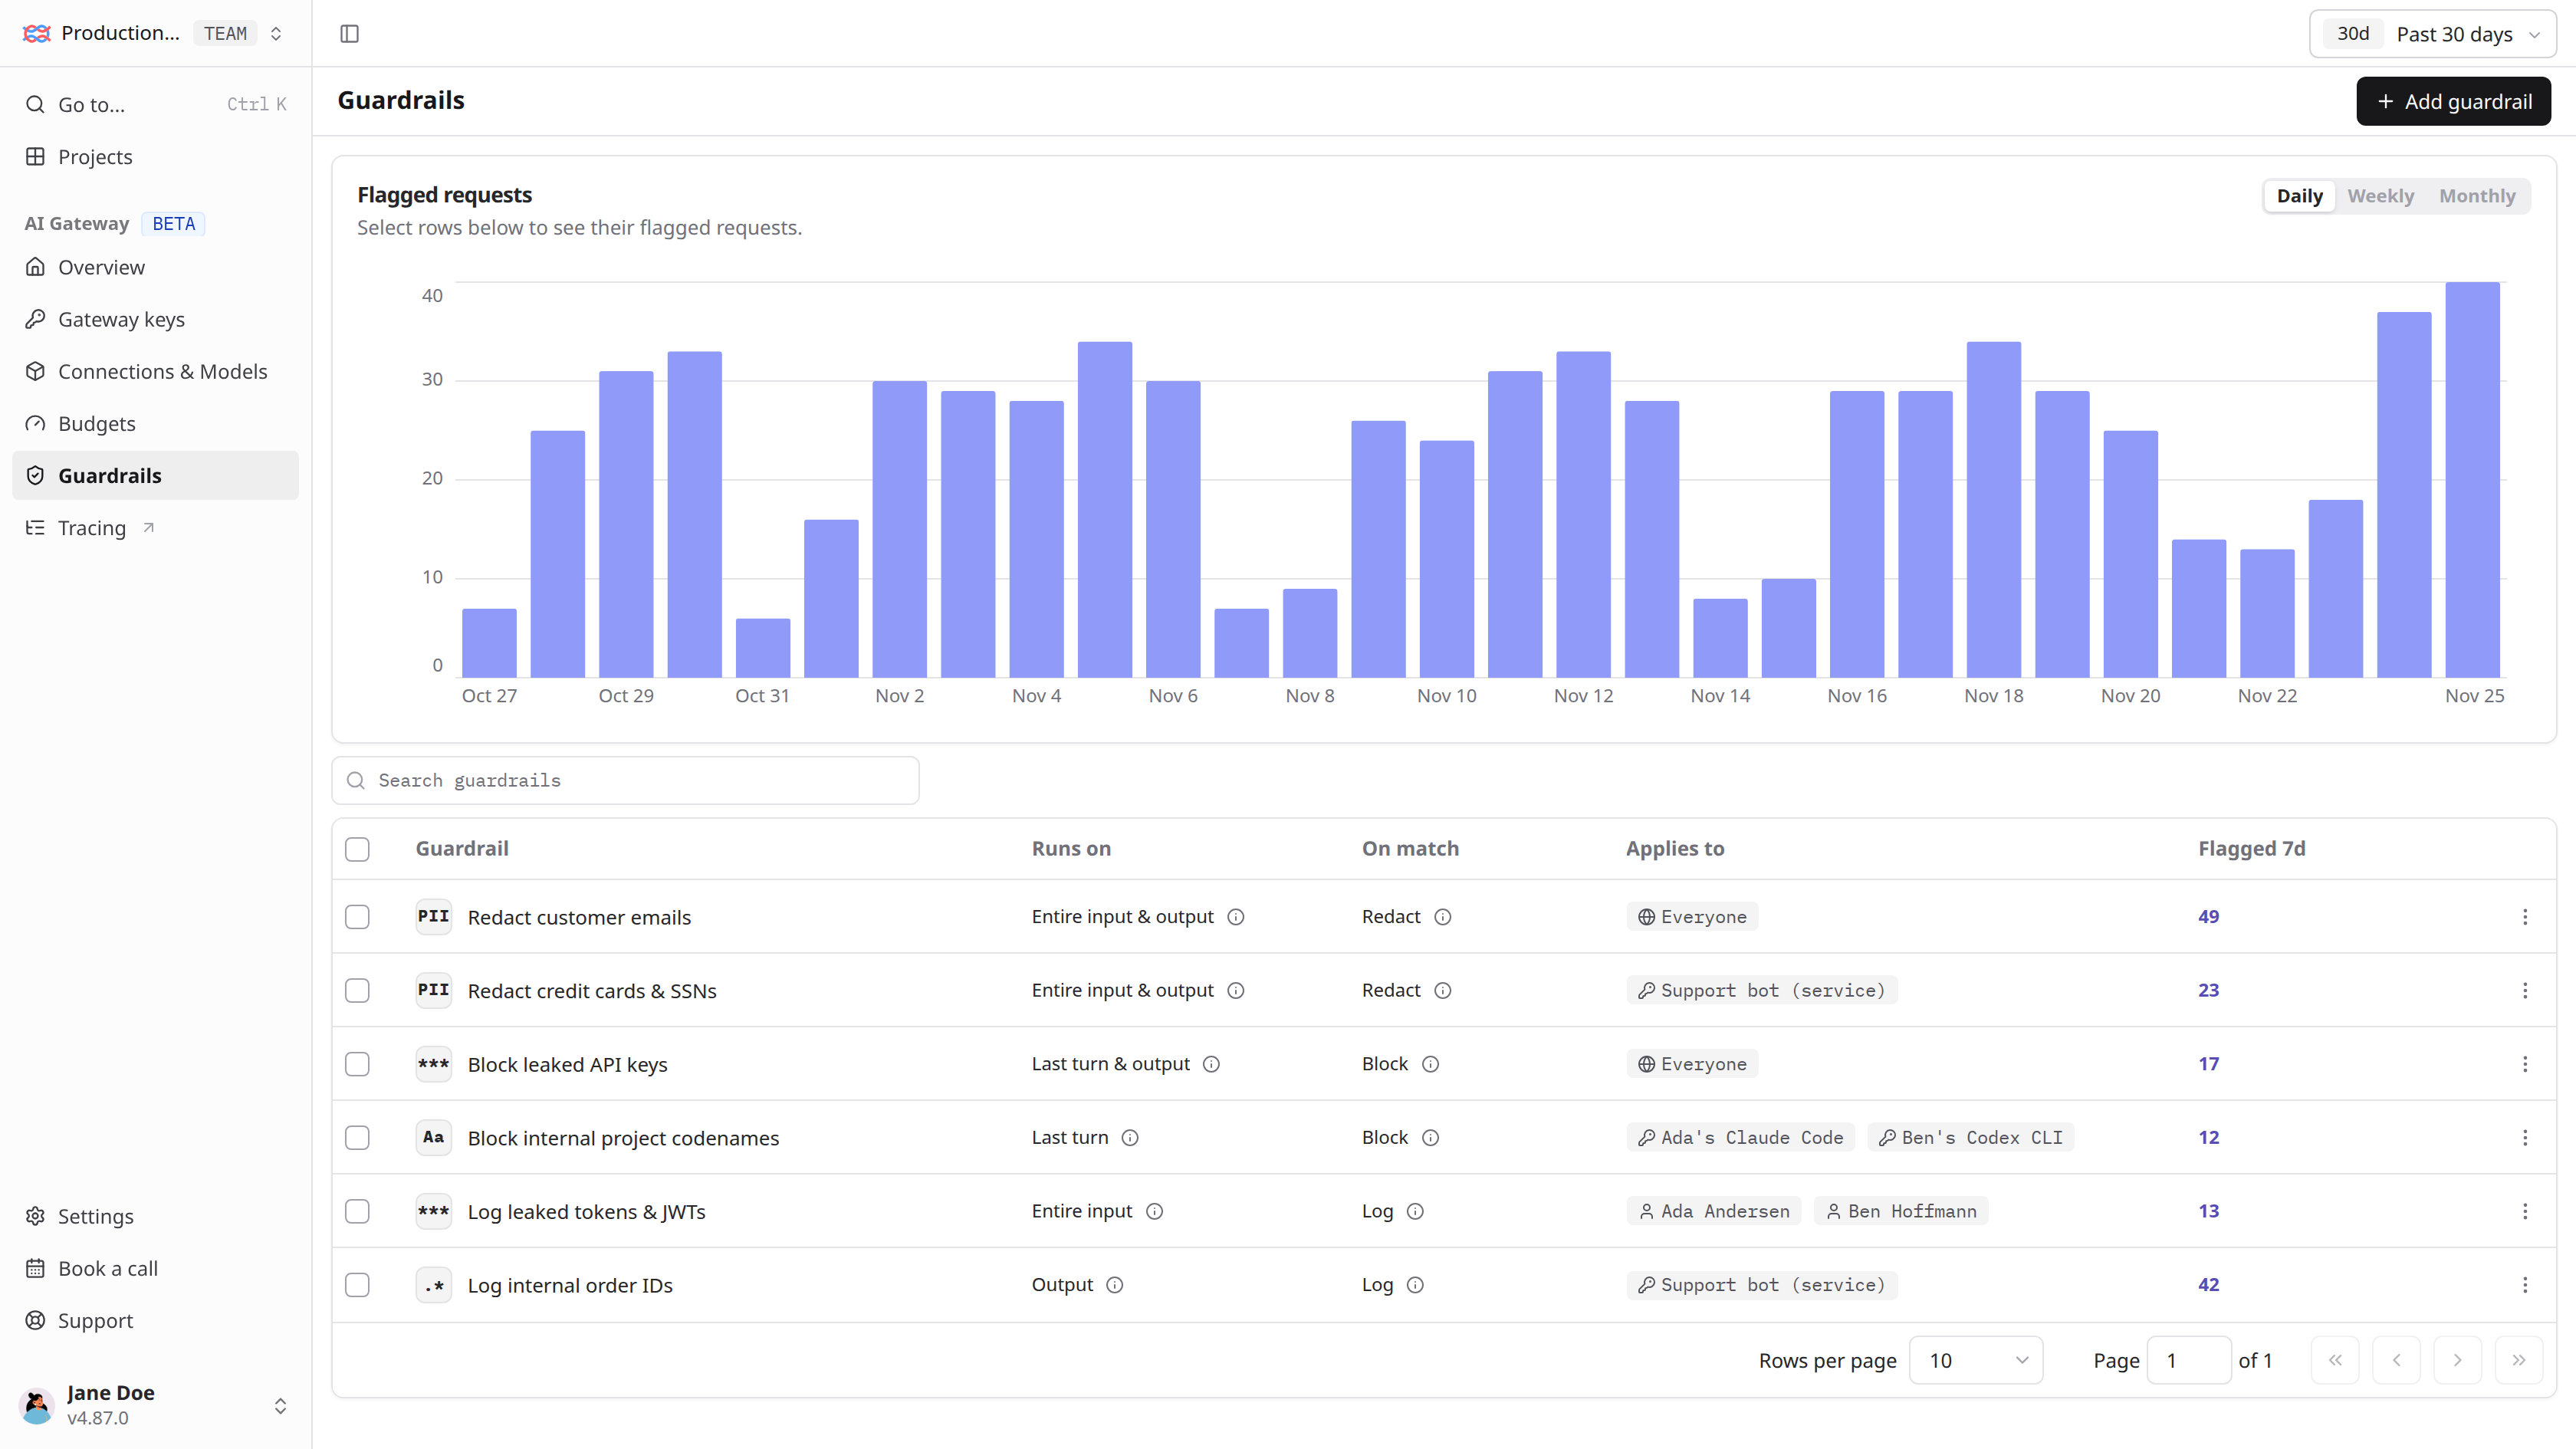 Production... TEAM
Go to... Ctrl K
Projects
AI Gateway BETA
Overview
Gateway keys
Connections & Models
Budgets
Guardrails
Tracing
Settings
Book a call
Support
Jane Doe
v4.87.0
30d Past 30 days
Guardrails
+ Add guardrail
Flagged requests
Select rows below to see their flagged requests.
Daily Weekly Monthly
40
30
20
10
0
Oct 27 Oct 29 Oct 31 Nov 2 Nov 4 Nov 6 Nov 8 Nov 10 Nov 12 Nov 14 Nov 16 Nov 18 Nov 20 Nov 22 Nov 25
Search guardrails
Guardrail Runs on On match Applies to Flagged 7d
PII Redact customer emails Entire input & output Redact Everyone 49
PII Redact credit cards & SSNs Entire input & output Redact Support bot (service) 23
*** Block leaked API keys Last turn & output Block Everyone 17
Aa Block internal project codenames Last turn Block Ada's Claude Code Ben's Codex CLI 12
*** Log leaked tokens & JWTs Entire input Log Ada Andersen Ben Hoffmann 13
.* Log internal order IDs Output Log Support bot (service) 42
Rows per page 10 Page 1 of 1